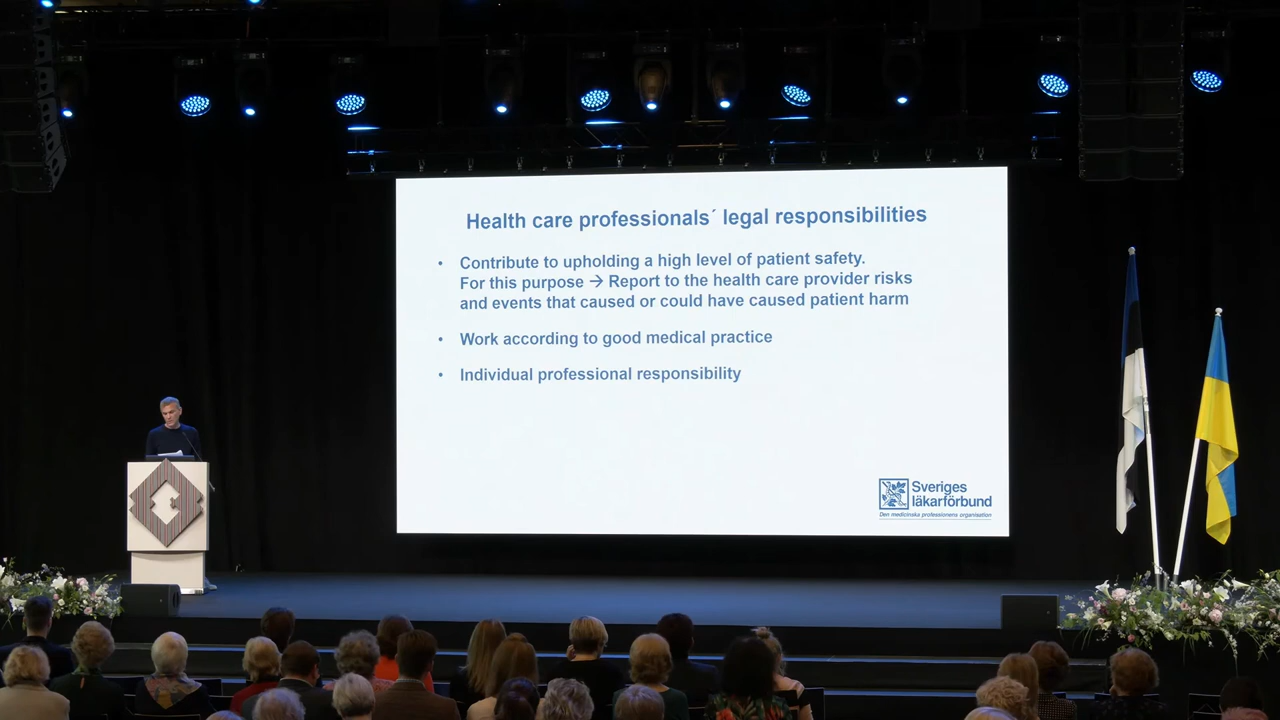 Health care professionals´ legal responsibilities
• Contribute to upholding a high level of patient safety.
For this purpose → Report to the health care provider risks
and events that caused or could have caused patient harm
• Work according to good medical practice
• Individual professional responsibility
Sveriges
läkarförbund
Den medicinska professionens organisation